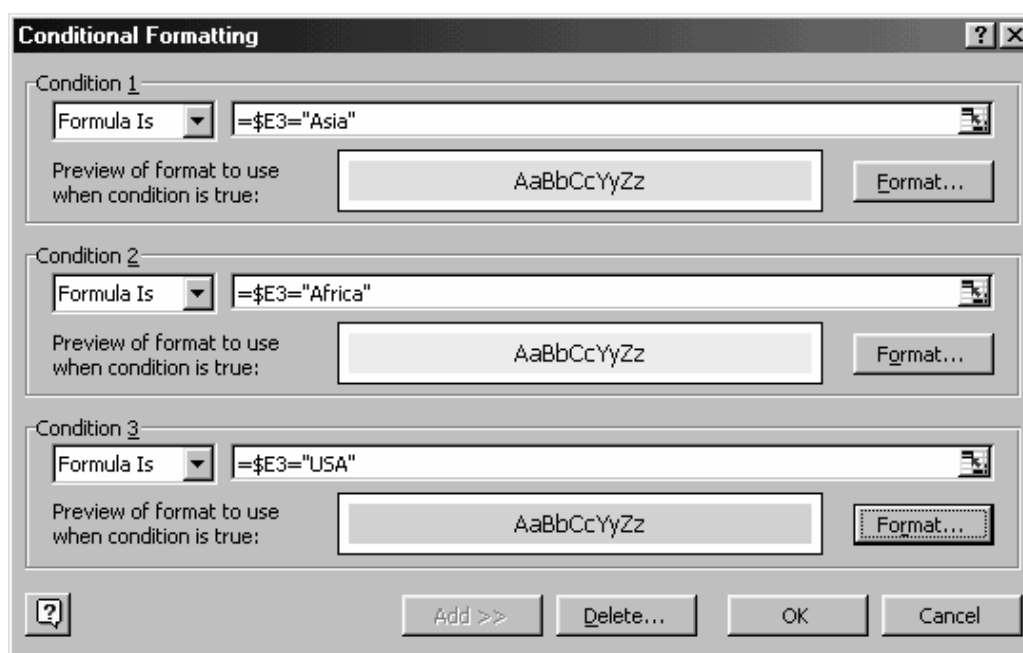 Conditional Formatting
Condition 1
Formula Is =$E3="Asia"
Preview of format to use
when condition is true:
AaBbCcYyZz
Format...
Condition 2
Formula Is =$E3="Africa"
Preview of format to use
when condition is true:
AaBbCcYyZz
Format...
Condition 3
Formula Is =$E3="USA"
Preview of format to use
when condition is true:
AaBbCcYyZz
Format...
Add >> Delete... OK Cancel